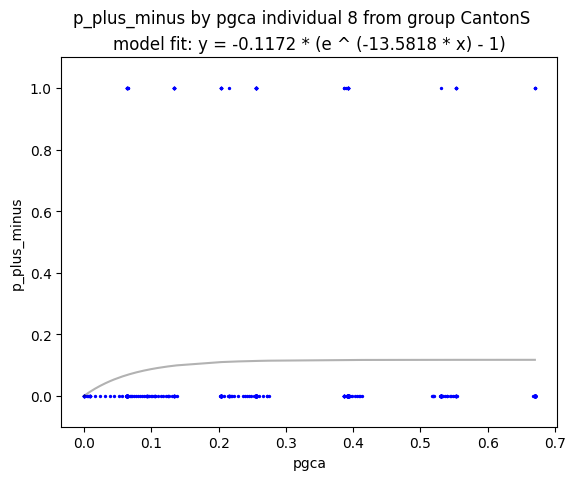 p_plus_minus by pgca individual 8 from group CantonS
model fit: y = -0.1172 * (e ^ (-13.5818 * x) - 1)
1.0
0.8
0.6
0.4
0.2
0.0
p_plus_minus
0.0 0.1 0.2 0.3 0.4 0.5 0.6 0.7
pgca